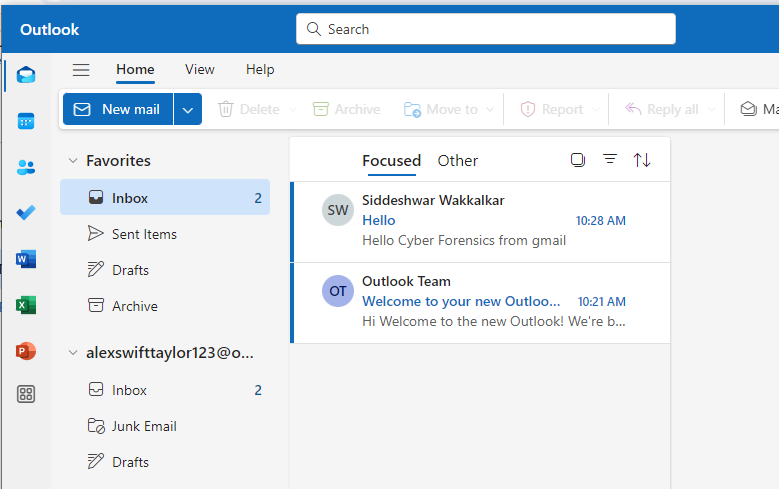 Outlook
Search
Home View Help
New mail Delete Archive Move to Report Reply all
Favorites
Inbox 2
Sent Items
Drafts
Archive
alexswifttaylor123@o...
Inbox 2
Junk Email
Drafts
Focused Other
SW
Siddeshwar Wakkalkar
Hello 10:28 AM
Hello Cyber Forensics from gmail
OT
Outlook Team
Welcome to your new Outloo... 10:21 AM
Hi Welcome to the new Outlook! We're b...